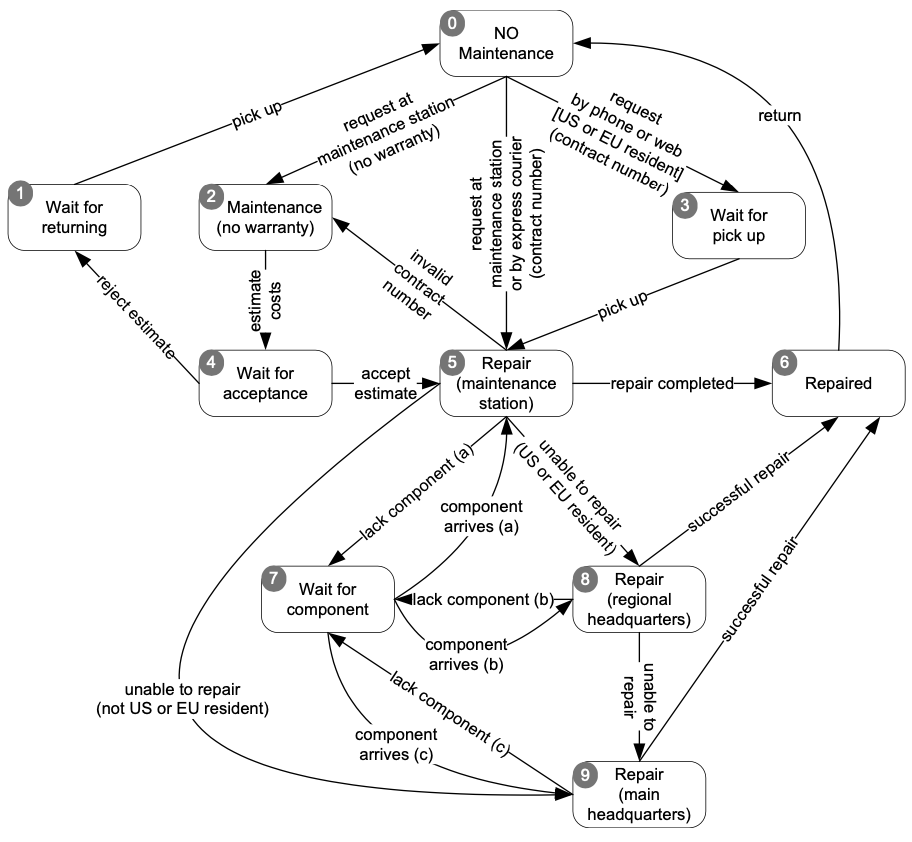 0
NO
Maintenance
pick up
request at
maintenance station
(no warranty)
request at
maintenance station
or by express courier
(contract number)
request
by phone or web
[US or EU resident]
(contract number)
return
1
Wait for
returning
2
Maintenance
(no warranty)
3
Wait for
pick up
invalid
contract
number
estimate
costs
pick up
reject estimate
4
Wait for
acceptance
accept
estimate
5
Repair
(maintenance
station)
repair completed
6
Repaired
lack component (a)
component
arrives (a)
unable to repair
(US or EU resident)
successful repair
successful repair
7
Wait for
component
lack component (b)
8
Repair
(regional
headquarters)
component
arrives (b)
unable to repair
(not US or EU resident)
lack component (c)
component
arrives (c)
unable to
repair
9
Repair
(main
headquarters)